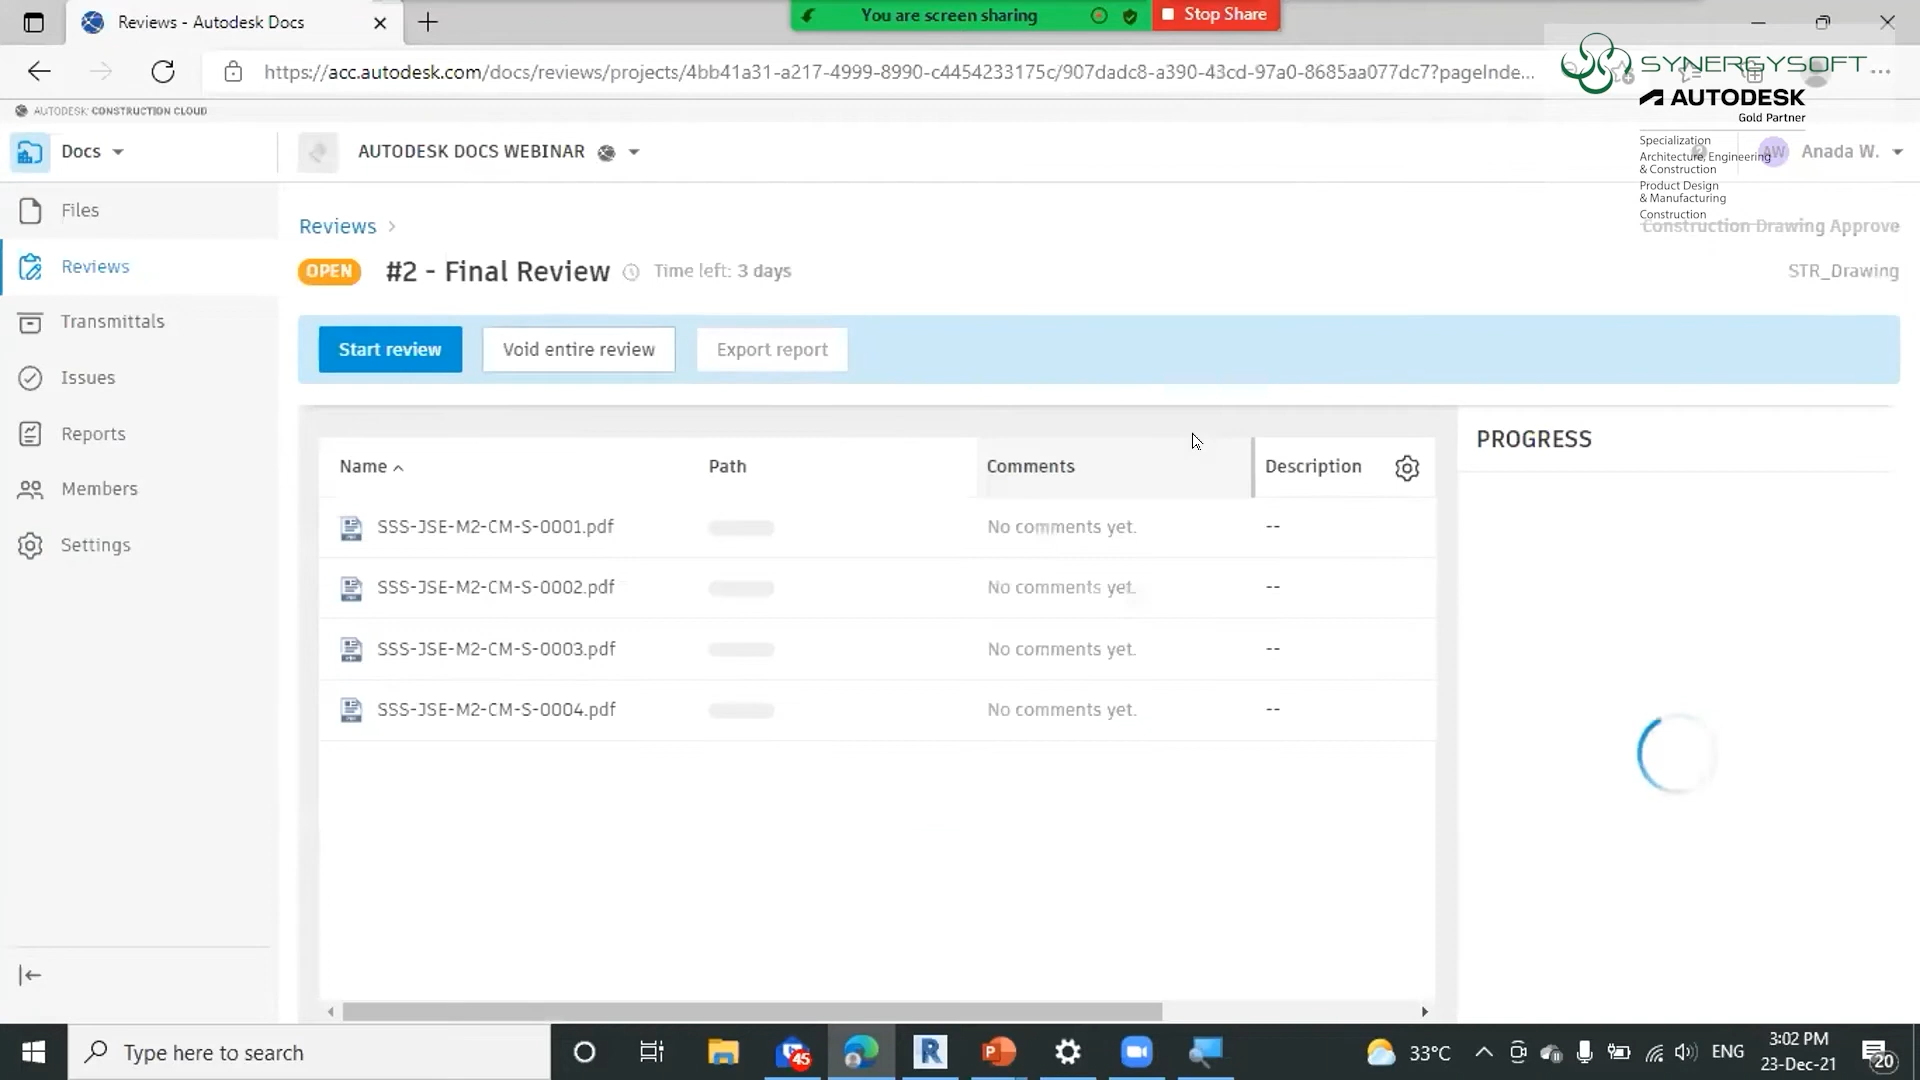 Reviews - Autodesk Docs
You are screen sharing
Stop Share
https://acc.autodesk.com/docs/reviews/projects/4bb41a31-a217-4999-8990-c4454233175c/907dadc8-a390-43cd-97a0-8685aa077dc7?pageInde...
SYNERGYSOFT
AUTODESK
Gold Partner
Specialization
Architecture, Engineering
& Construction
Product Design
& Manufacturing
Construction
AUTODESK CONSTRUCTION CLOUD
Docs
AUTODESK DOCS WEBINAR
AW
Anada W.
Files
Reviews
Transmittals
Issues
Reports
Members
Settings
Reviews >
Construction Drawing Approve
OPEN
#2 - Final Review
Time left: 3 days
STR_Drawing
Start review
Void entire review
Export report
Name
Path
Comments
Description
PROGRESS
SSS-JSE-M2-CM-S-0001.pdf
No comments yet.
--
SSS-JSE-M2-CM-S-0002.pdf
No comments yet.
--
SSS-JSE-M2-CM-S-0003.pdf
No comments yet.
--
SSS-JSE-M2-CM-S-0004.pdf
No comments yet.
--
Type here to search
45
33°C
ENG
3:02 PM
23-Dec-21
20